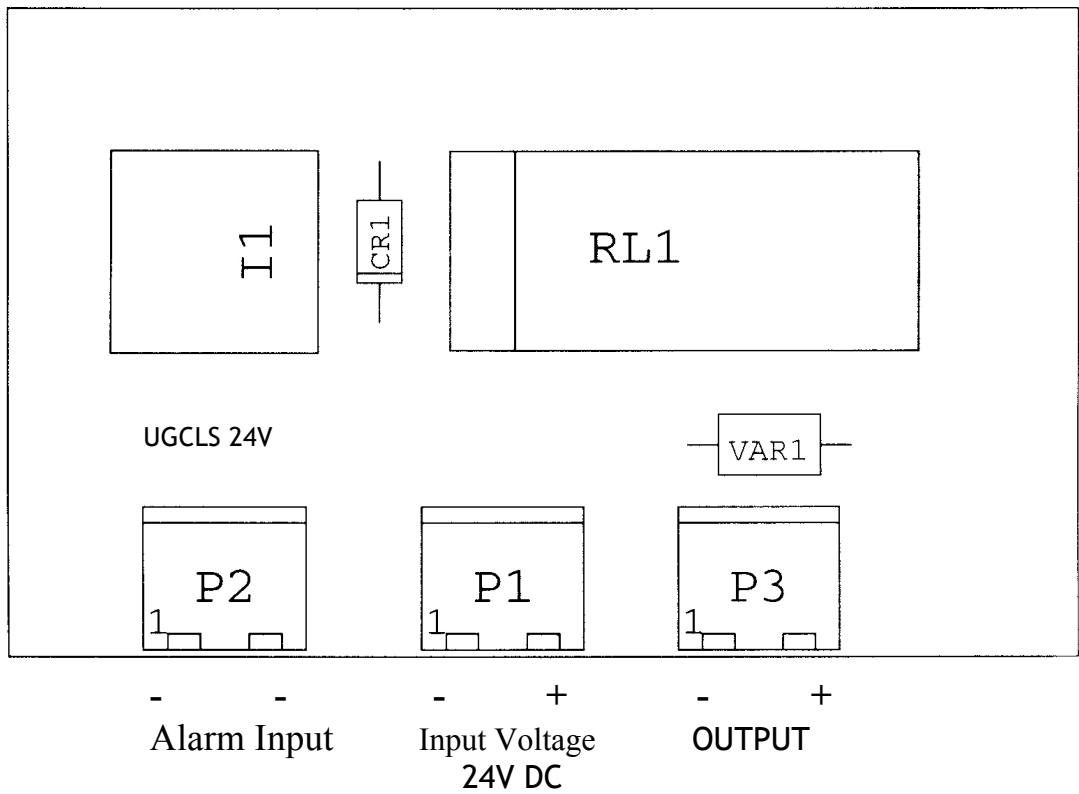 I1
CR1
RL1
UGCLS 24V
VAR1
P2
P1
P3
1
1
1
- -
- +
- +
Alarm Input
Input Voltage
24V DC
OUTPUT